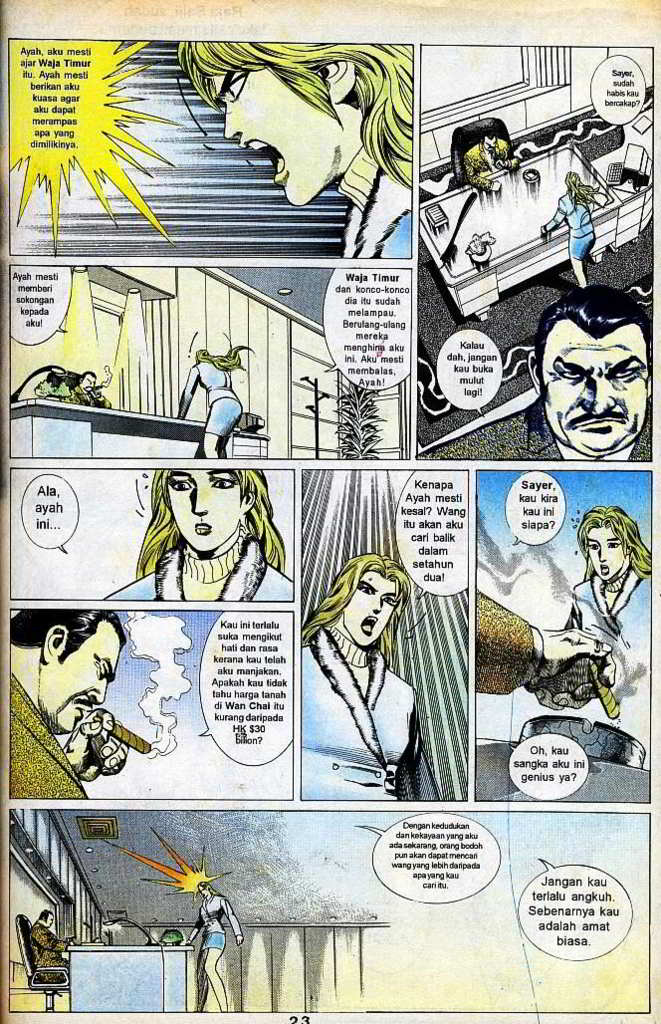 Ayah, aku mesti
ajar Waja Timur
itu. Ayah mesti
berikan aku
kuasa agar
aku dapat
merampas
apa yang
dimilikinya.
Sayer,
sudah
habis kau
bercakap?
Ayah mesti
memberi
sokongan
kepada
aku!
Waja Timur
dan konco-konco
dia itu sudah
melampau.
Berulang-ulang
mereka
menghina aku
ini. Aku mesti
membalas,
Ayah!
Kalau
dah, jangan
kau buka
mulut
lagi!
Ala,
ayah
ini...
Kau ini terlalu
suka mengikut
hati dan rasa
kerana kau telah
aku manjakan.
Apakah kau
tidak tahu
harga tanah
di Wan Chai itu
kurang daripada
HK $30
billion?
Kenapa
Ayah mesti
kesal? Wang
itu akan aku
cari balik
dalam
setahun
dua!
Sayer,
kau kira
kau ini
siapa?
Oh, kau
sangka aku ini
genius ya?
Dengan kedudukan
dan kekayaan yang aku
ada sekarang, orang bodoh
pun akan dapat mencari
wang yang lebih daripada
apa yang kau
cari itu.
Jangan kau
terlalu angkuh.
Sebenarnya kau
adalah amat
biasa.
23